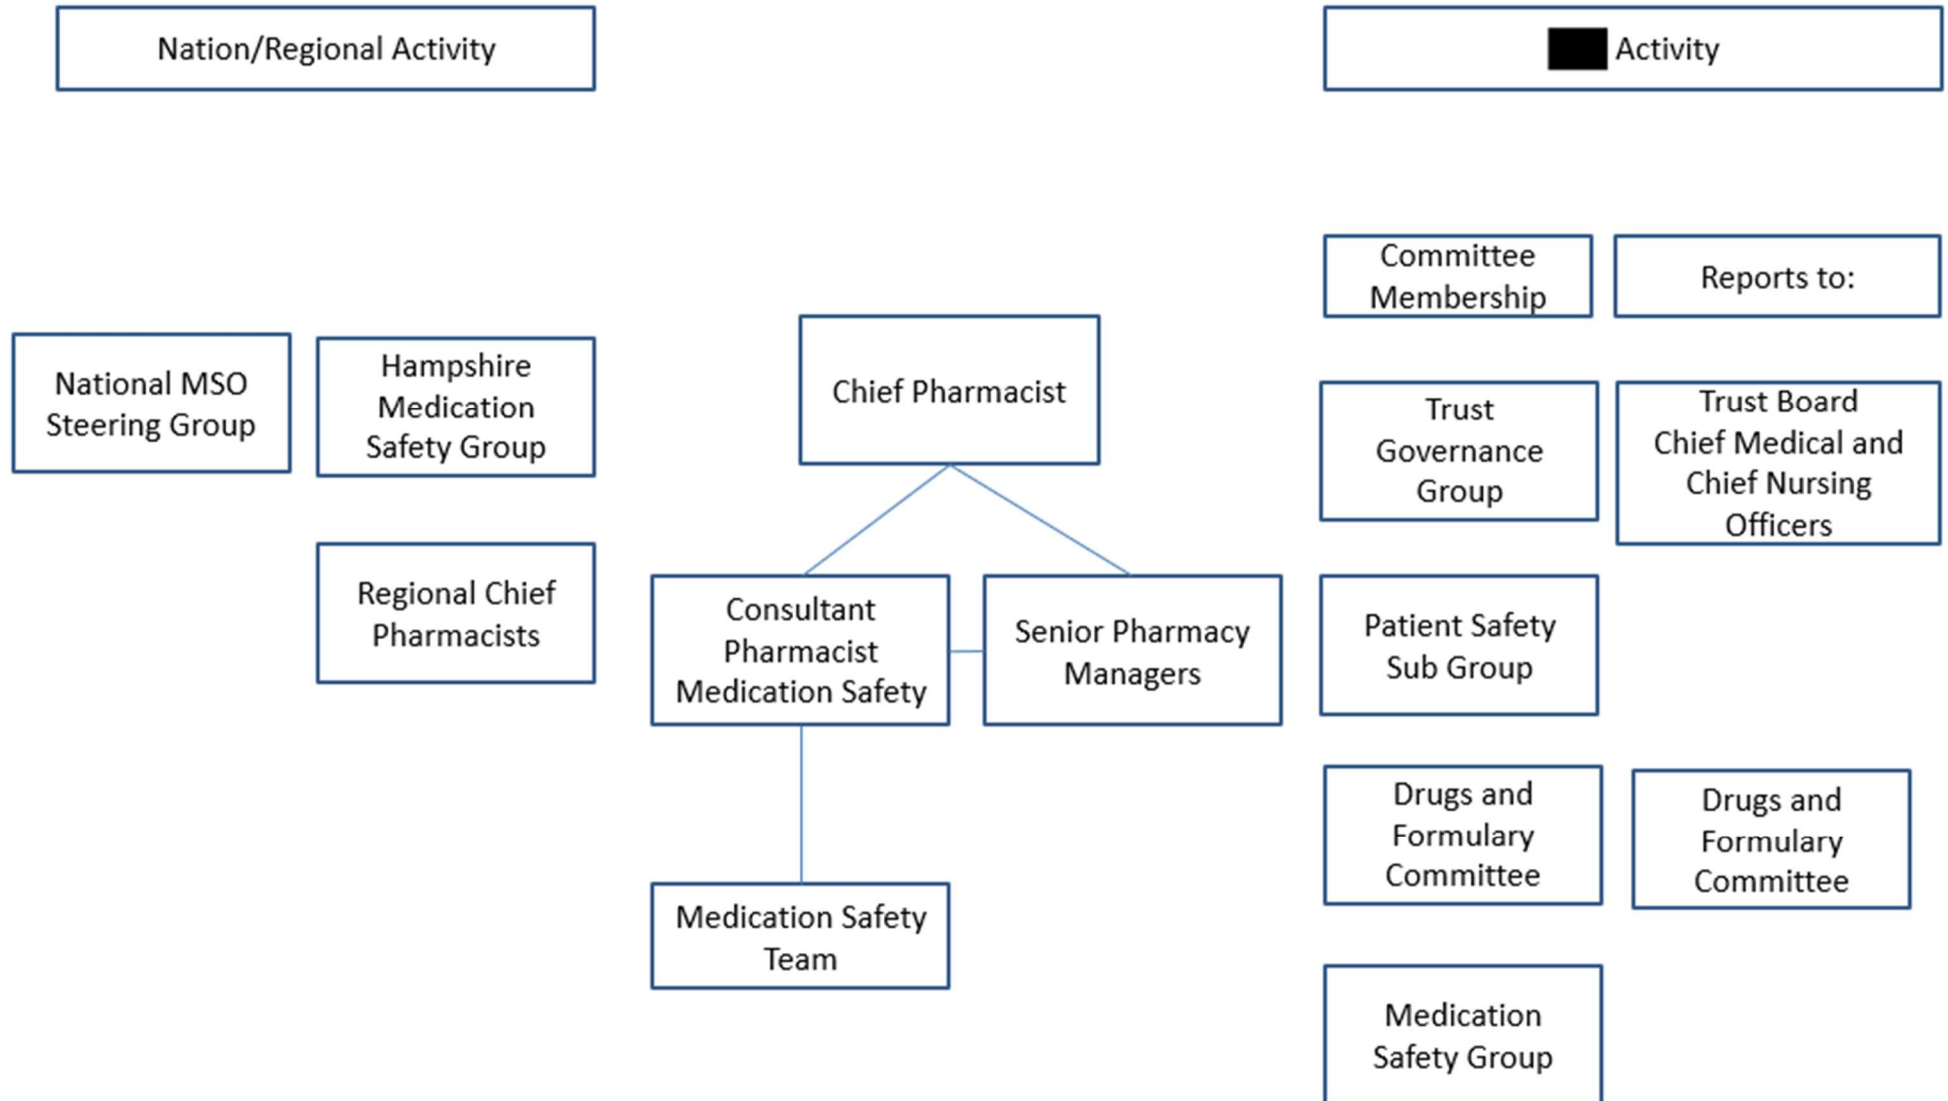 Nation/Regional Activity
Activity
Committee
Membership
Reports to:
National MSO
Steering Group
Hampshire
Medication
Safety Group
Chief Pharmacist
Trust
Governance
Group
Trust Board
Chief Medical and
Chief Nursing
Officers
Regional Chief
Pharmacists
Consultant
Pharmacist
Medication Safety
Senior Pharmacy
Managers
Patient Safety
Sub Group
Drugs and
Formulary
Committee
Drugs and
Formulary
Committee
Medication Safety
Team
Medication
Safety Group